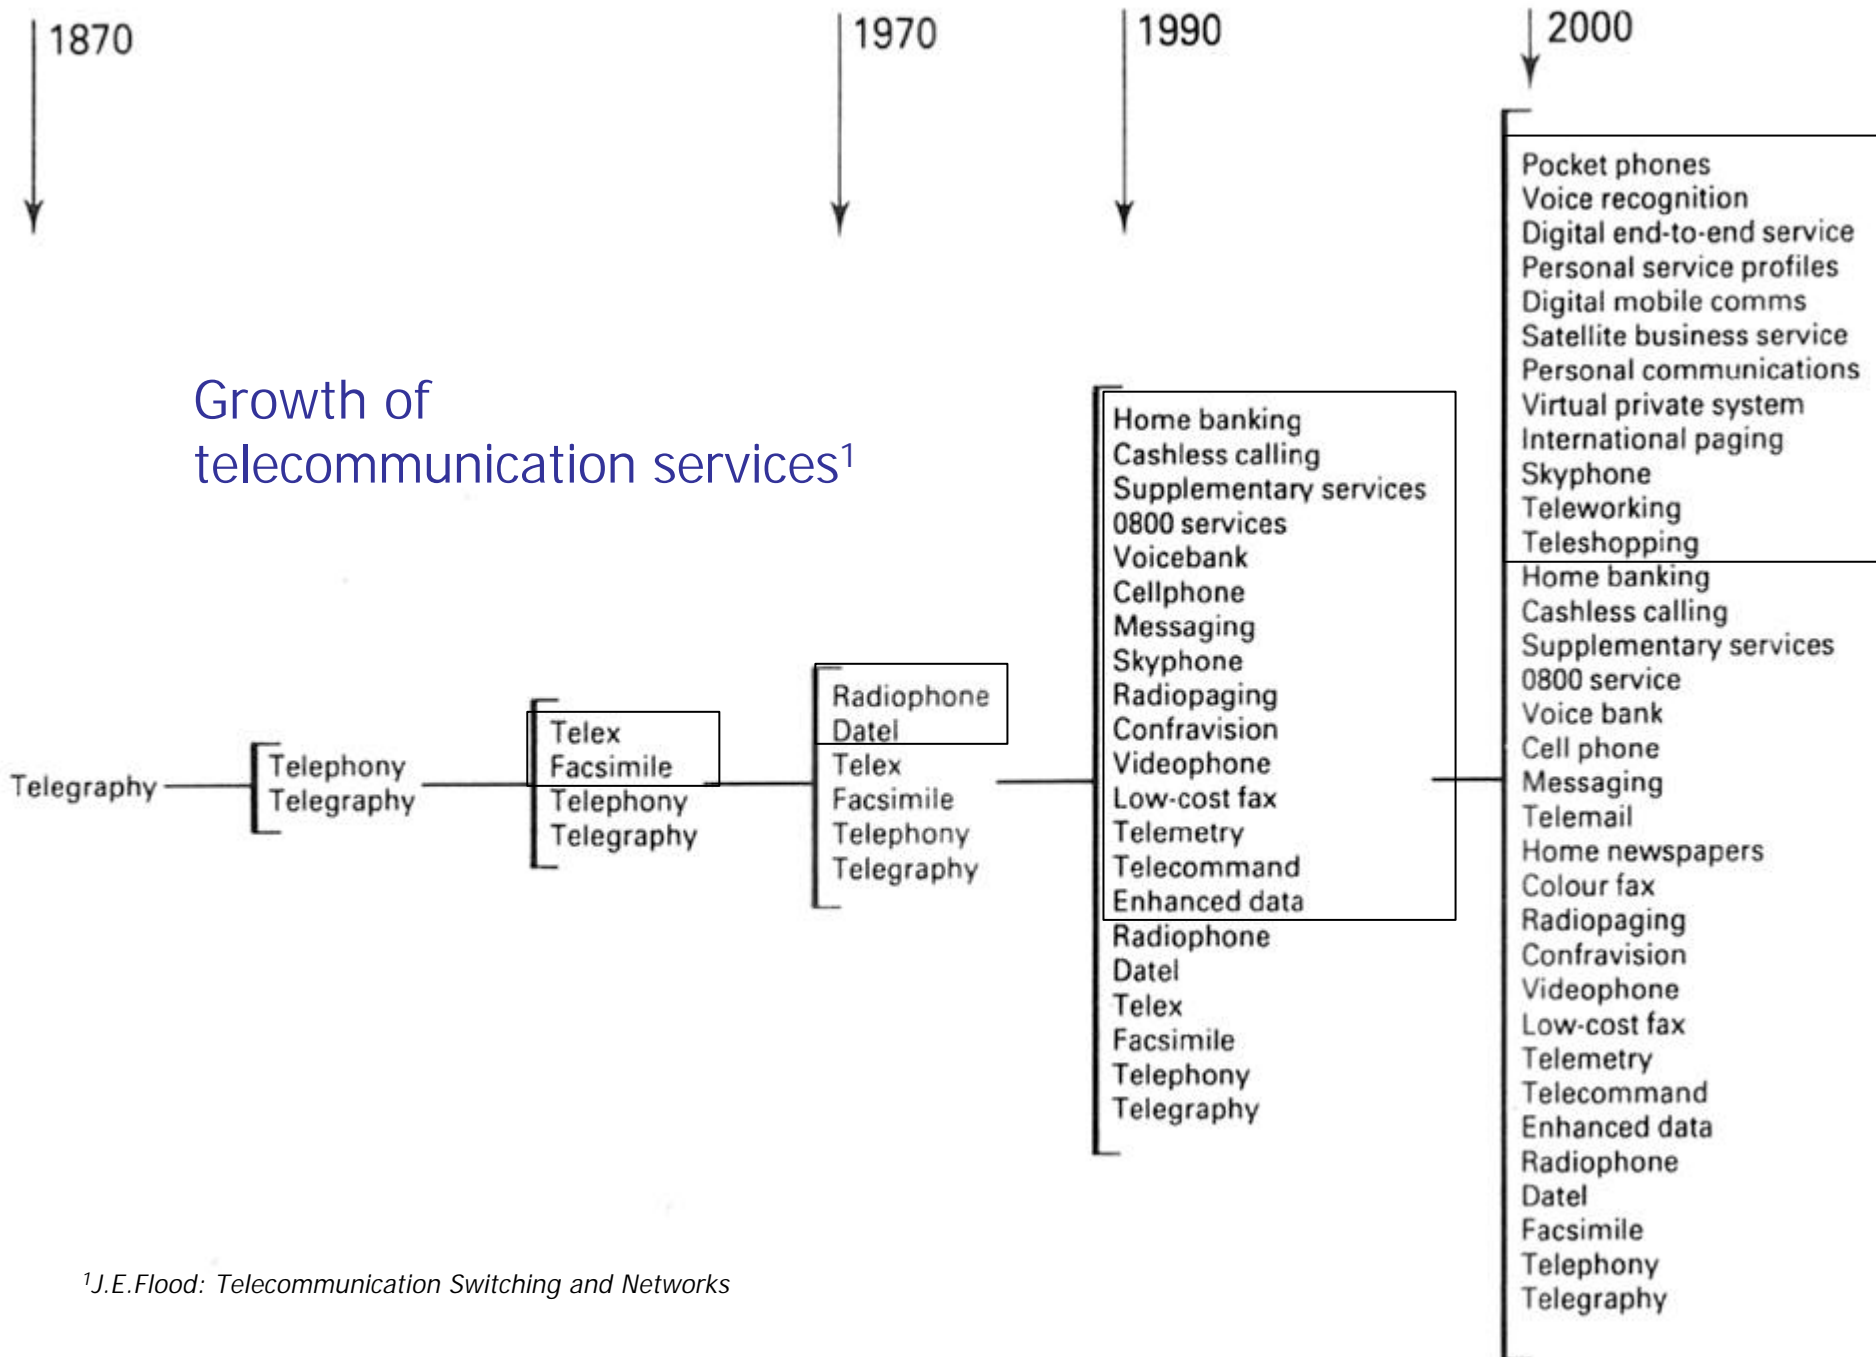 1870
1970
1990
2000
Growth of
telecommunication services¹
Telegraphy
Telephony
Telegraphy
Telex
Facsimile
Telephony
Telegraphy
Radiophone
Datel
Telex
Facsimile
Telephony
Telegraphy
Home banking
Cashless calling
Supplementary services
0800 services
Voicebank
Cellphone
Messaging
Skyphone
Radiopaging
Confravision
Videophone
Low-cost fax
Telemetry
Telecommand
Enhanced data
Radiophone
Datel
Telex
Facsimile
Telephony
Telegraphy
Pocket phones
Voice recognition
Digital end-to-end service
Personal service profiles
Digital mobile comms
Satellite business service
Personal communications
Virtual private system
International paging
Skyphone
Teleworking
Teleshopping
Home banking
Cashless calling
Supplementary services
0800 service
Voice bank
Cell phone
Messaging
Telemail
Home newspapers
Colour fax
Radiopaging
Confravision
Videophone
Low-cost fax
Telemetry
Telecommand
Enhanced data
Radiophone
Datel
Facsimile
Telephony
Telegraphy
¹J.E.Flood: Telecommunication Switching and Networks